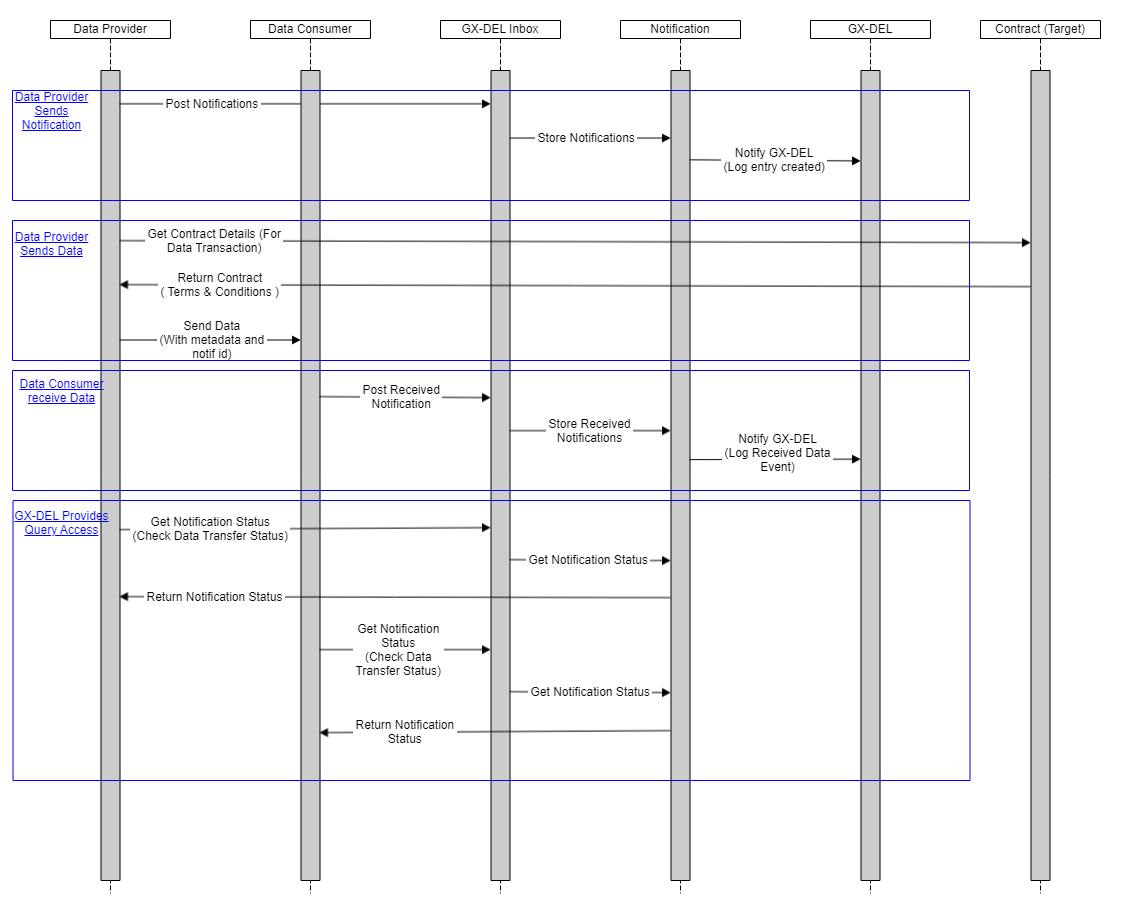 Data Provider
Data Consumer
GX-DEL Inbox
Notification
GX-DEL
Contract (Target)
Data Provider
Sends
Notification
Post Notifications
Store Notifications
Notify GX-DEL
(Log entry created)
Data Provider
Sends Data
Get Contract Details (For
Data Transaction)
Return Contract
( Terms & Conditions )
Send Data
(With metadata and
notif id)
Data Consumer
receive Data
Post Received
Notification
Store Received
Notifications
Notify GX-DEL
(Log Received Data
Event)
GX-DEL Provides
Query Access
Get Notification Status
(Check Data Transfer Status)
Get Notification Status
Return Notification Status
Get Notification
Status
(Check Data
Transfer Status)
Get Notification Status
Return Notification
Status